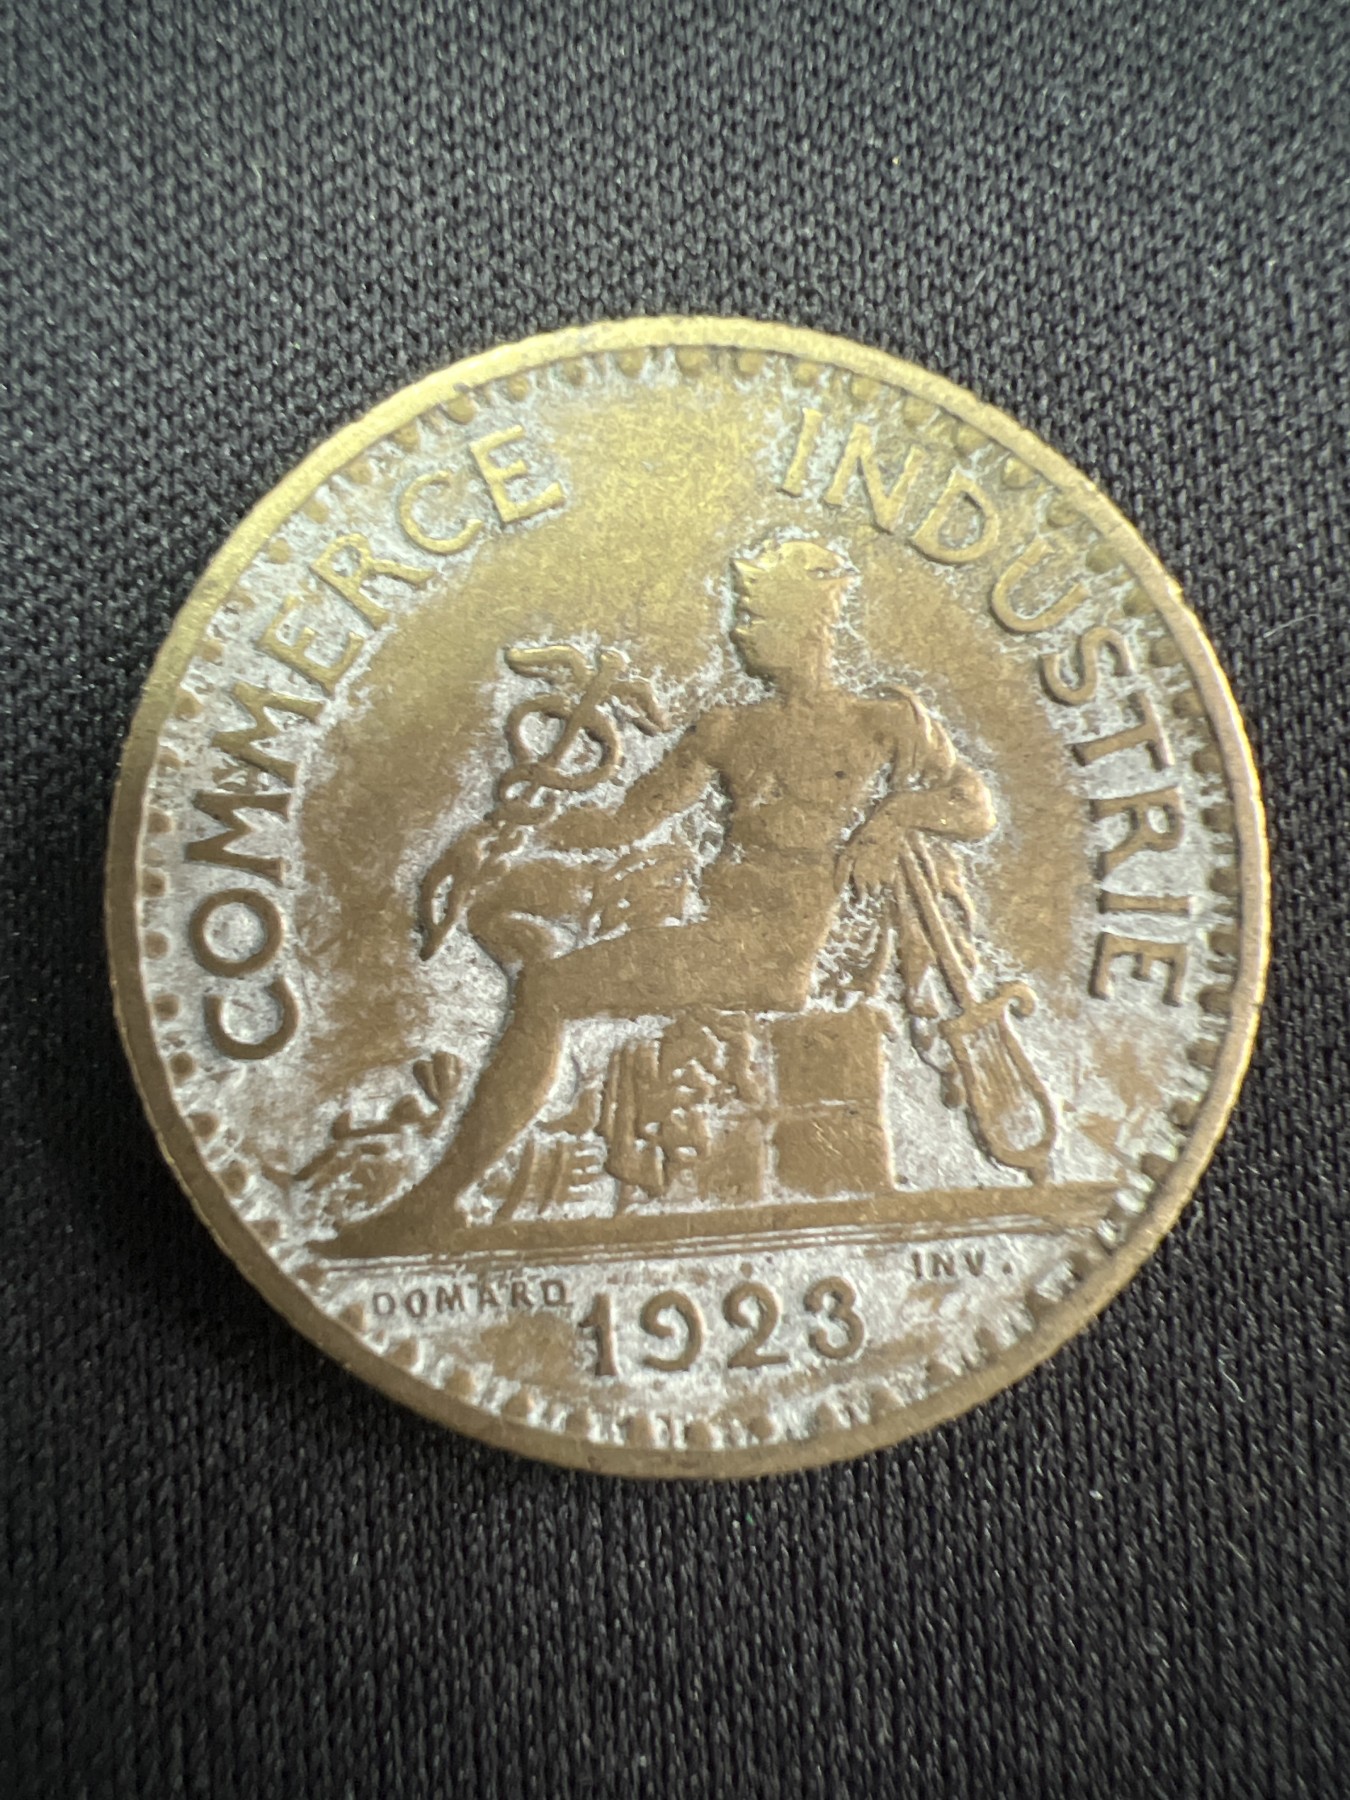 COMMERCE INDUSTRIE
DOMARD INV.
1923